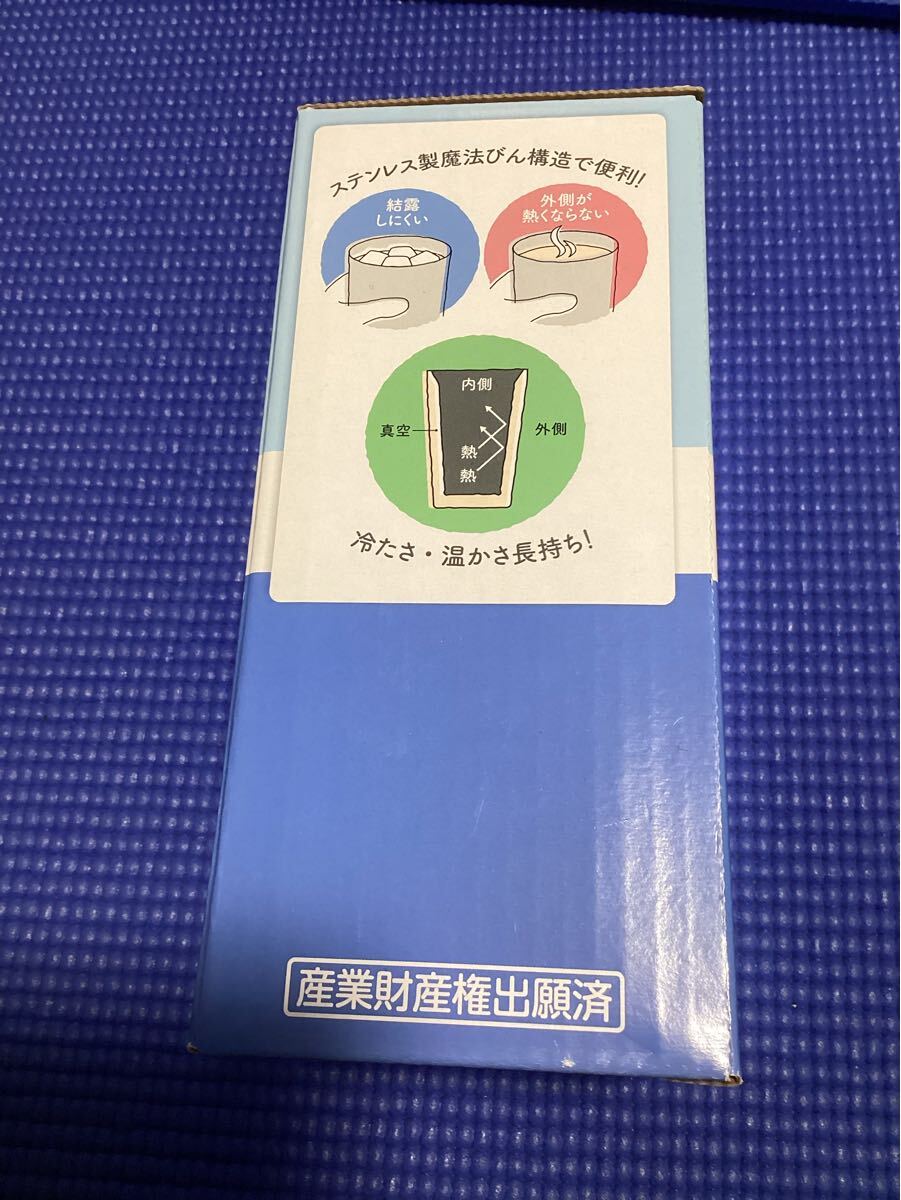 ステンレス製魔法びん構造で便利!
結露
しにくい
外側が
熱くならない
内側
真空
外側
熱
熱
冷たさ・温かさ長持ち!
産業財産権出願済